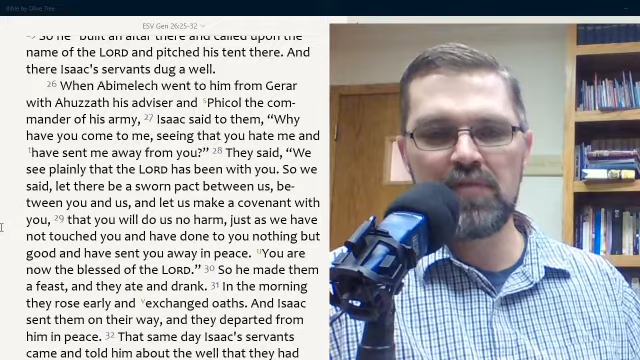 Bible by Olive Tree
ESV Gen 26:25-32
So he built an altar there and called upon the
name of the LORD and pitched his tent there. And
there Isaac's servants dug a well.
26 When Abimelech went to him from Gerar
with Ahuzzath his adviser and sPhicol the com-
mander of his army, 27 Isaac said to them, “Why
have you come to me, seeing that you hate me and
thave sent me away from you?” 28 They said, “We
see plainly that the LORD has been with you. So we
said, let there be a sworn pact between us, be-
tween you and us, and let us make a covenant with
you, 29 that you will do us no harm, just as we have
not touched you and have done to you nothing but
good and have sent you away in peace. uYou are
now the blessed of the LORD.” 30 So he made them
a feast, and they ate and drank. 31 In the morning
they rose early and vexchanged oaths. And Isaac
sent them on their way, and they departed from
him in peace. 32 That same day Isaac's servants
came and told him about the well that they had